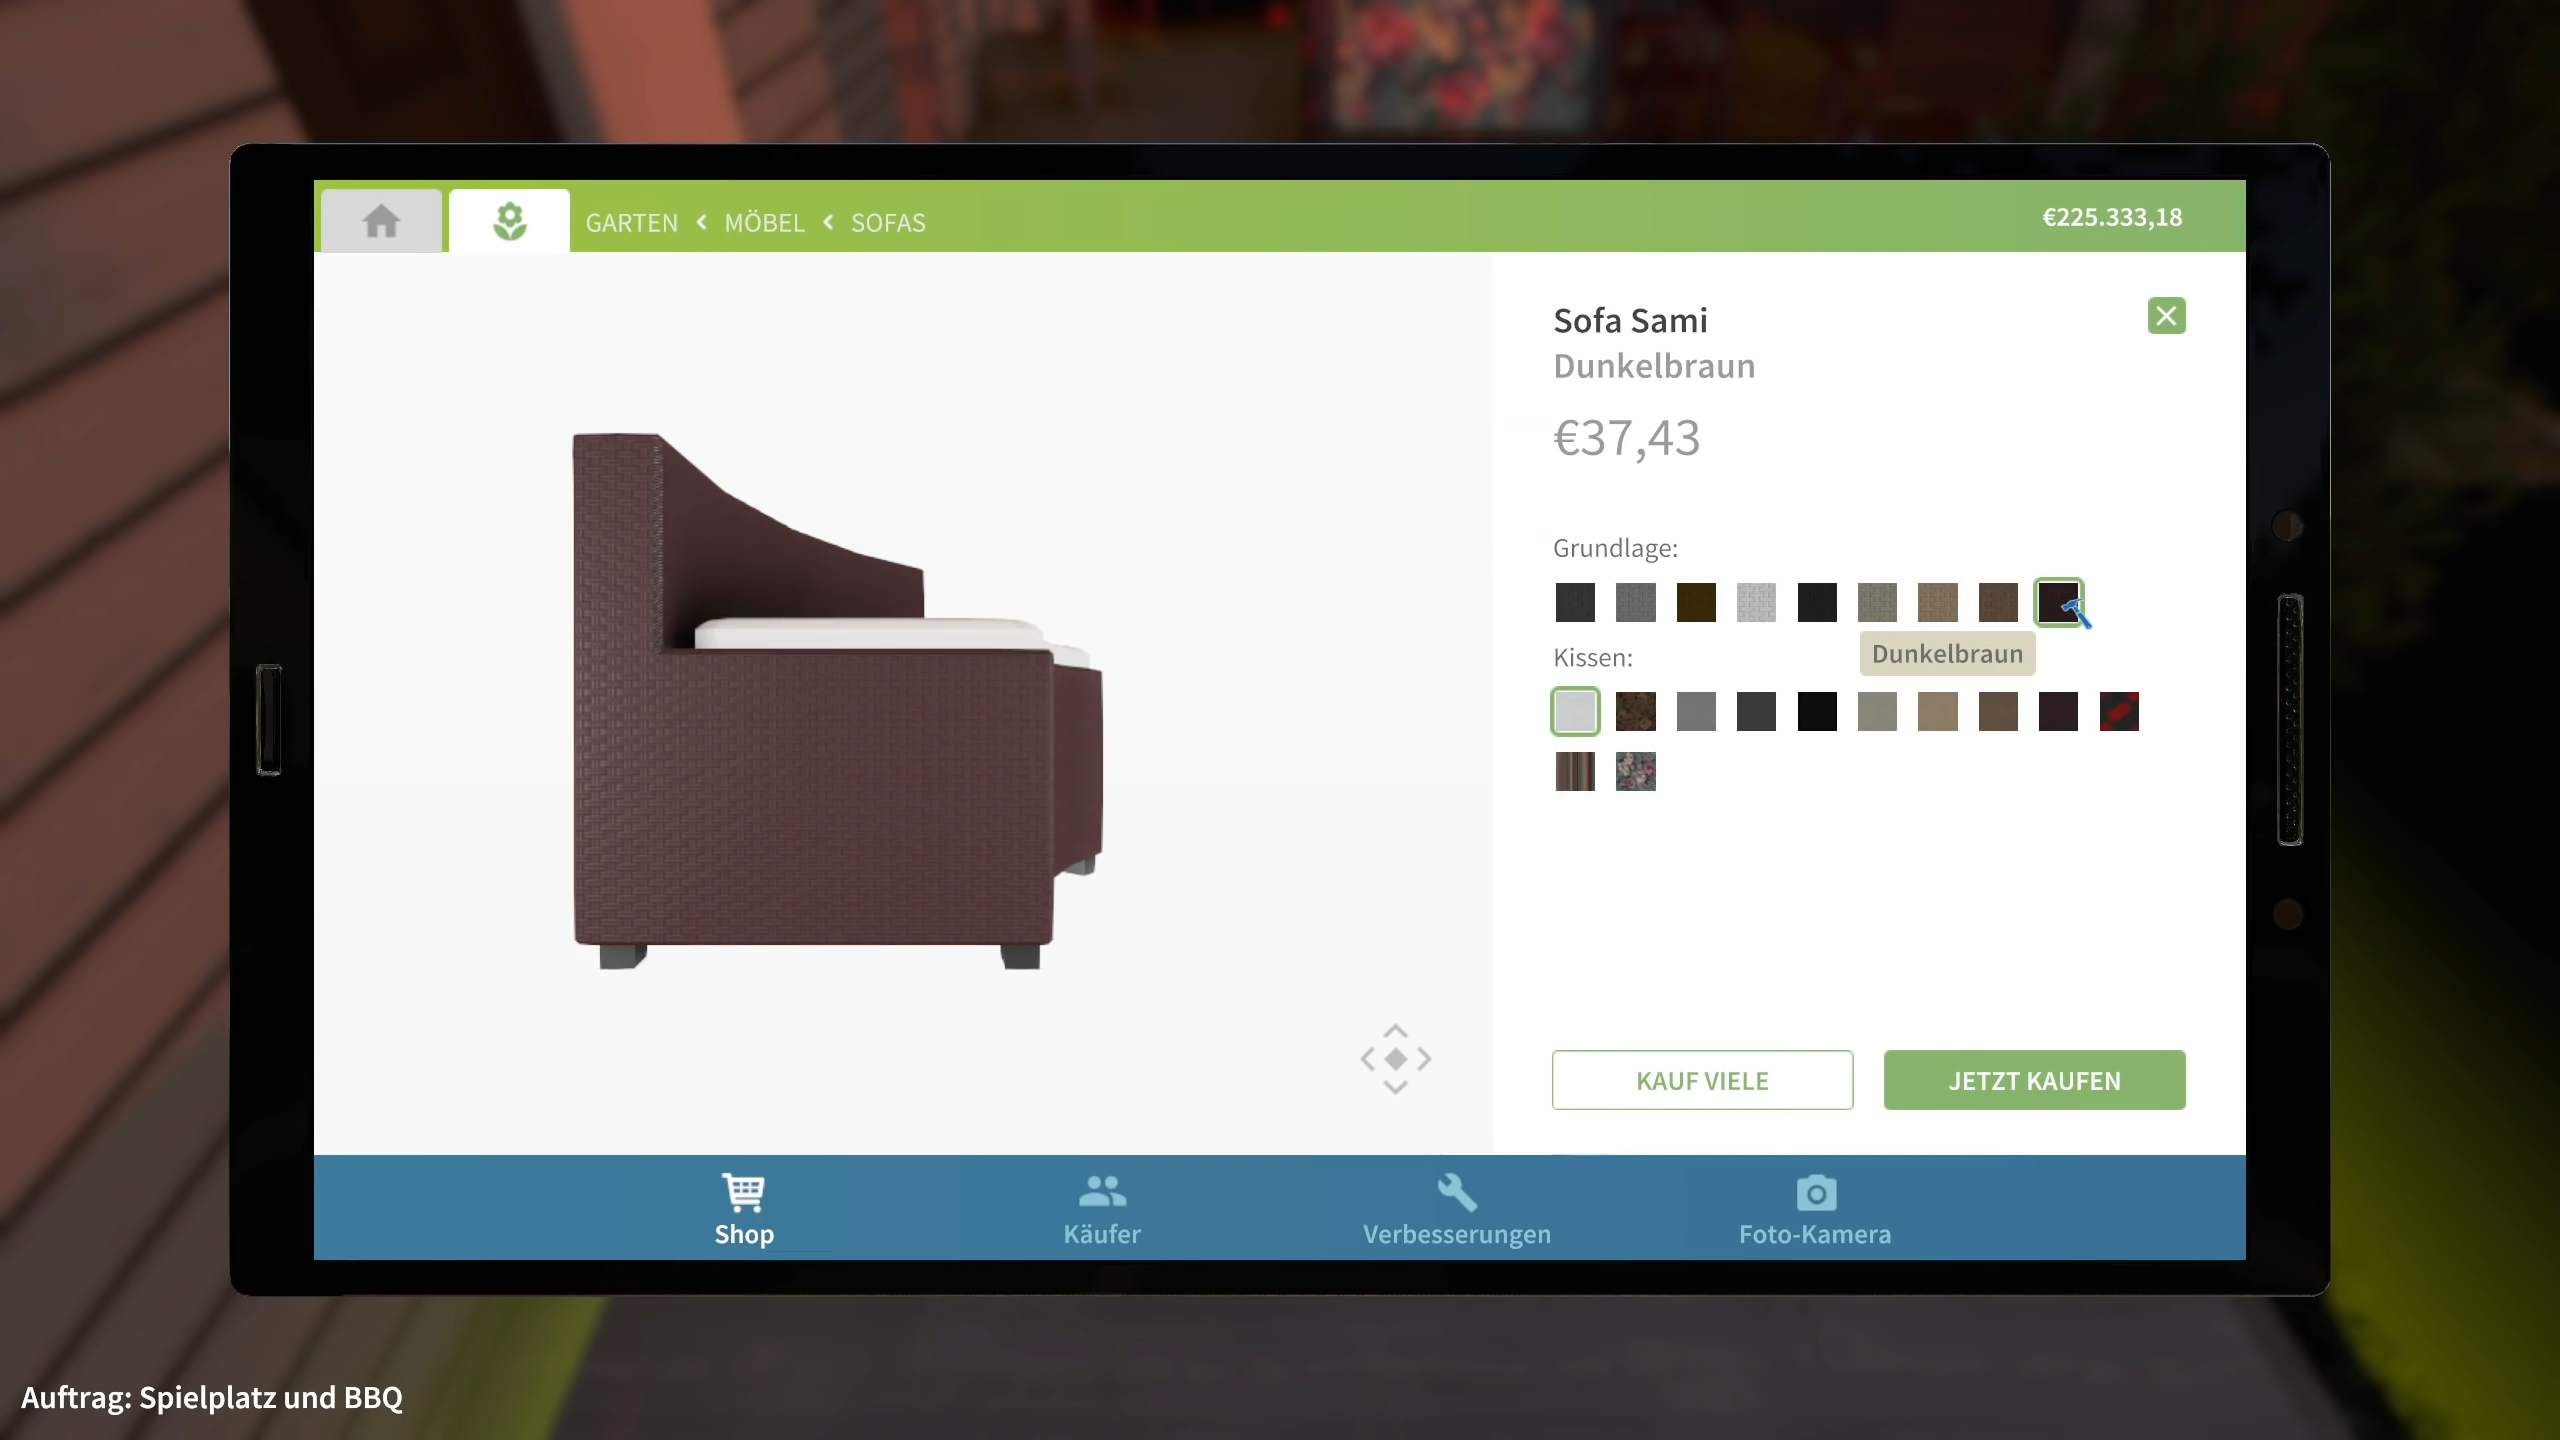 GARTEN < MÖBEL < SOFAS
€225.333,18
Sofa Sami
Dunkelbraun
€37,43
Grundlage:
Dunkelbraun
Kissen:
KAUF VIELE
JETZT KAUFEN
Shop
Käufer
Verbesserungen
Foto-Kamera
Auftrag: Spielplatz und BBQ